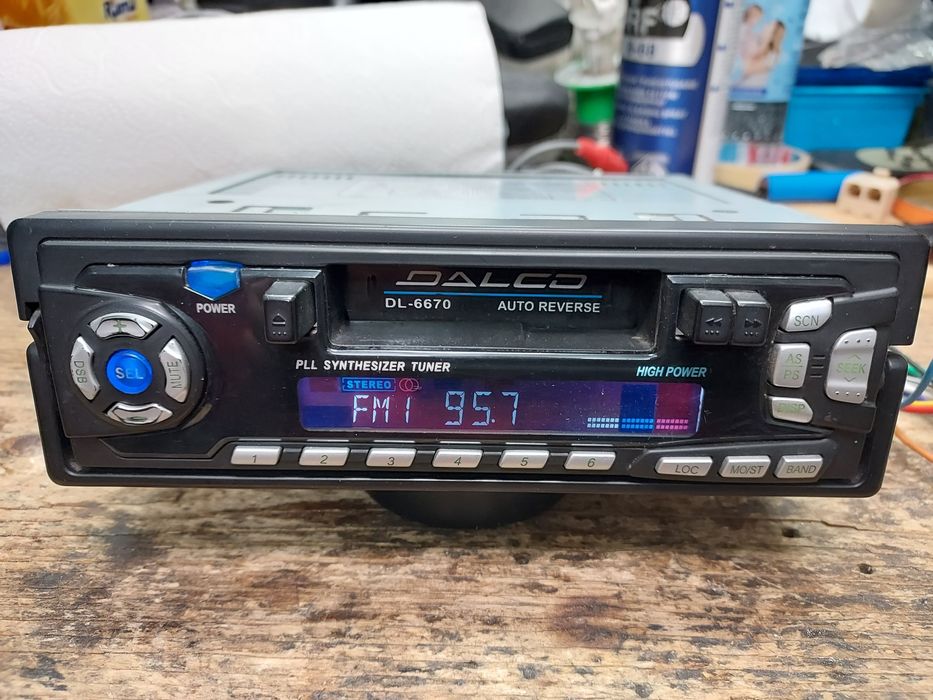 DALCO
DL-6670 AUTO REVERSE
POWER
SCN
PLL SYNTHESIZER TUNER
HIGH POWER
AS/PS
SEEK
SEL
DSB
MUTE
STEREO
FM1 95.7
DISP
1 2 3 4 5 6
LOC MO/ST BAND